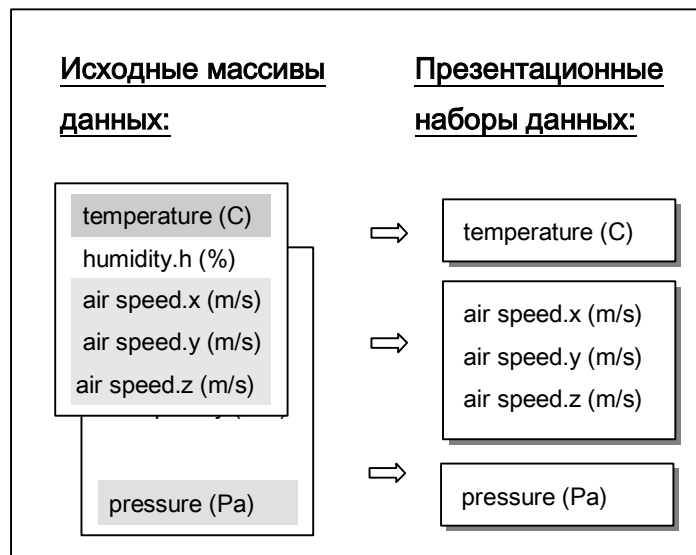 Исходные массивы
данных:
Презентационные
наборы данных:
temperature (C)
humidity.h (%)
air speed.x (m/s)
air speed.y (m/s)
air speed.z (m/s)
pressure (Pa)
temperature (C)
air speed.x (m/s)
air speed.y (m/s)
air speed.z (m/s)
pressure (Pa)